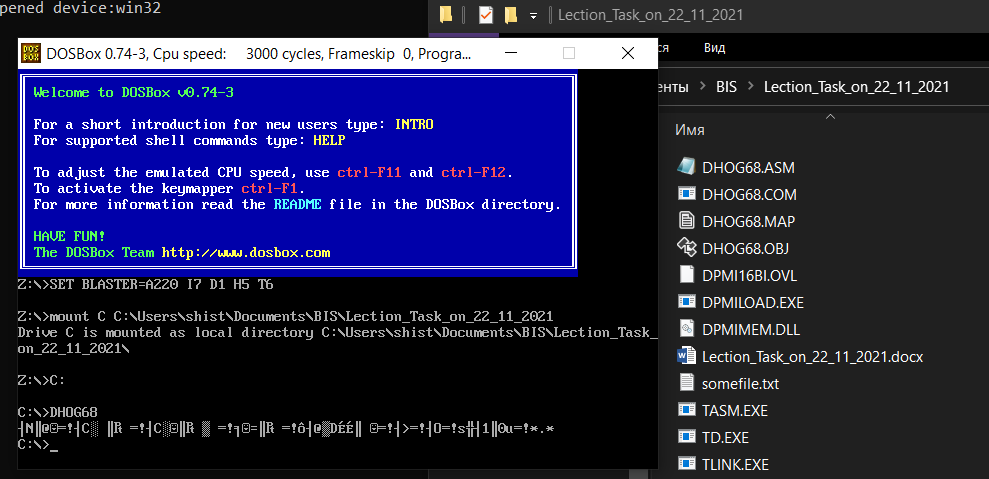 pened device:win32
Lection_Task_on_22_11_2021
DOSBox 0.74-3, Cpu speed: 3000 cycles, Frameskip 0, Progra...
ся Вид
Welcome to DOSBox v0.74-3
For a short introduction for new users type: INTRO
For supported shell commands type: HELP
To adjust the emulated CPU speed, use ctrl-F11 and ctrl-F12.
To activate the keymapper ctrl-F1.
For more information read the README file in the DOSBox directory.
HAVE FUN!
The DOSBox Team http://www.dosbox.com
Z:\>SET BLASTER=A220 I7 D1 H5 T6
Z:\>mount C C:\Users\shist\Documents\BIS\Lection_Task_on_22_11_2021
Drive C is mounted as local directory C:\Users\shist\Documents\BIS\Lection_Task_
on_22_11_2021\
Z:\>C:
C:\>DHOG68
C:\>_
енты > BIS > Lection_Task_on_22_11_2021
Имя
DHOG68.ASM
DHOG68.COM
DHOG68.MAP
DHOG68.OBJ
DPMI16BI.OVL
DPMILOAD.EXE
DPMIMEM.DLL
Lection_Task_on_22_11_2021.docx
somefile.txt
TASM.EXE
TD.EXE
TLINK.EXE